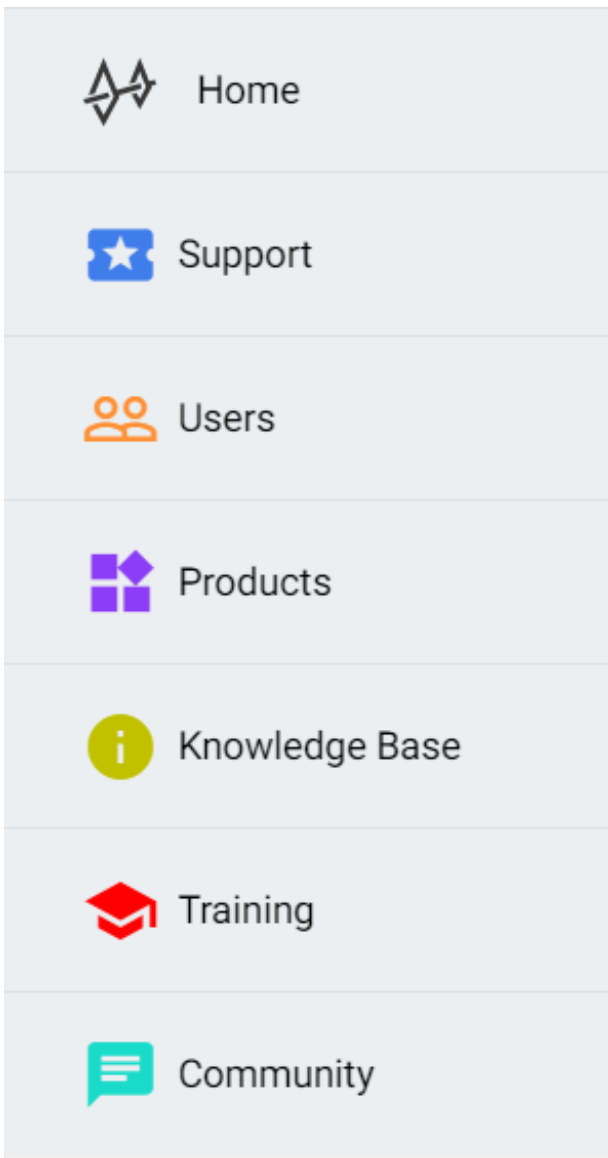 Home
Support
Users
Products
Knowledge Base
Training
Community